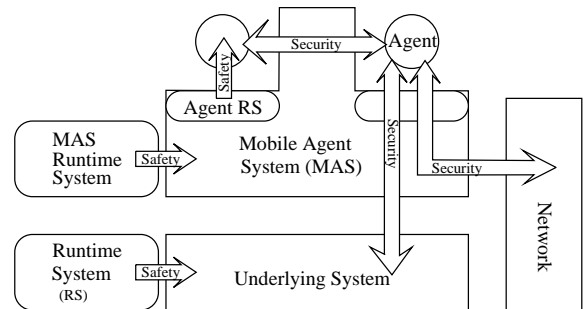 Security
Agent
Safety
Agent RS
MAS
Runtime
System
Safety
Mobile Agent
System (MAS)
Security
Security
Network
Runtime
System
(RS)
Safety
Underlying System